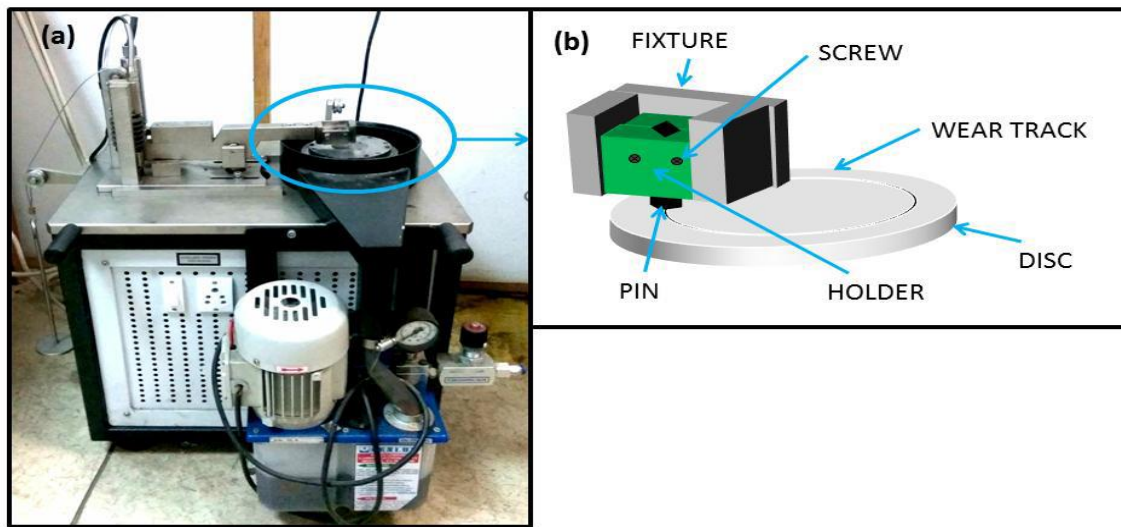 (a)
(b)
FIXTURE
SCREW
WEAR TRACK
DISC
HOLDER
PIN